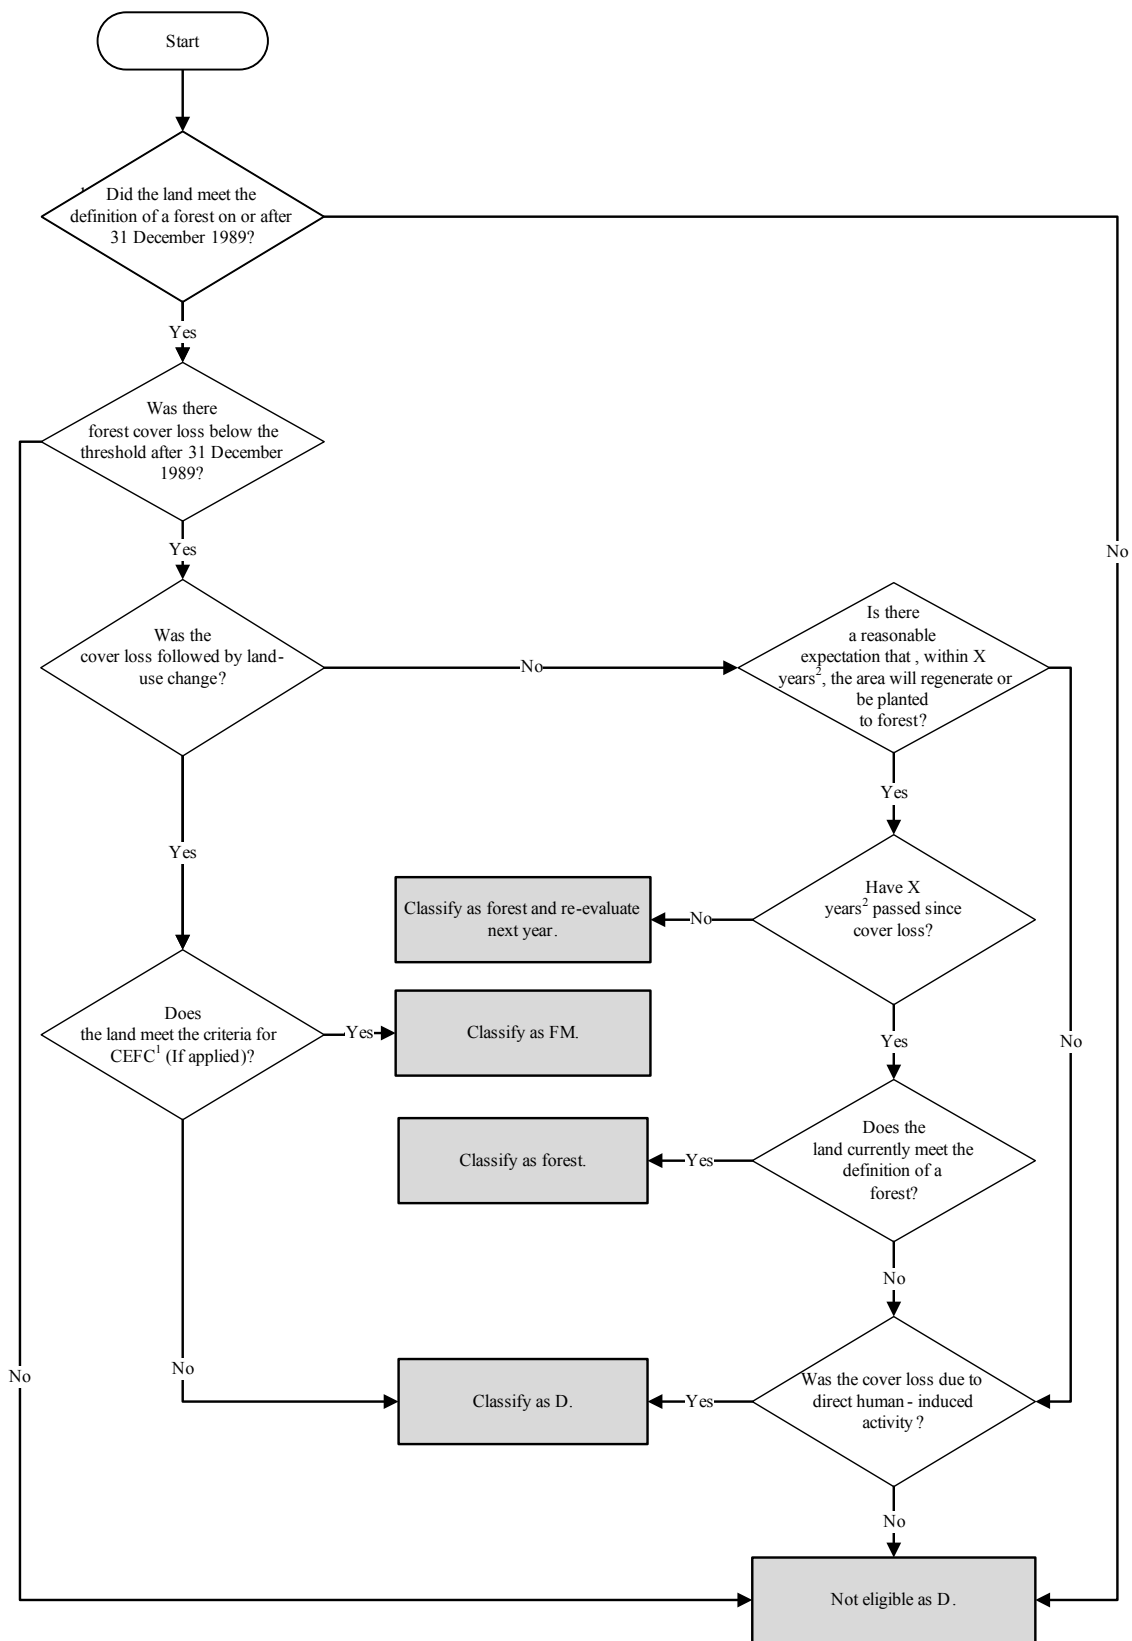 Start
Did the land meet the
definition of a forest on or after
31 December 1989?
Yes
Was there
forest cover loss below the
threshold after 31 December
1989?
Yes
No
Was the
cover loss followed by land-
use change?
No
Is there
a reasonable
expectation that , within X
years², the area will regenerate or
be planted
to forest?
Yes
Yes
Have X
years² passed since
cover loss?
No
Classify as forest and re-evaluate
next year.
Does
the land meet the criteria for
CEFC¹ (If applied)?
Yes
Classify as FM.
Yes
No
Does the
land currently meet the
definition of a
forest?
Yes
Classify as forest.
No
No
No
Was the cover loss due to
direct human - induced
activity ?
Yes
Classify as D.
No
Not eligible as D.